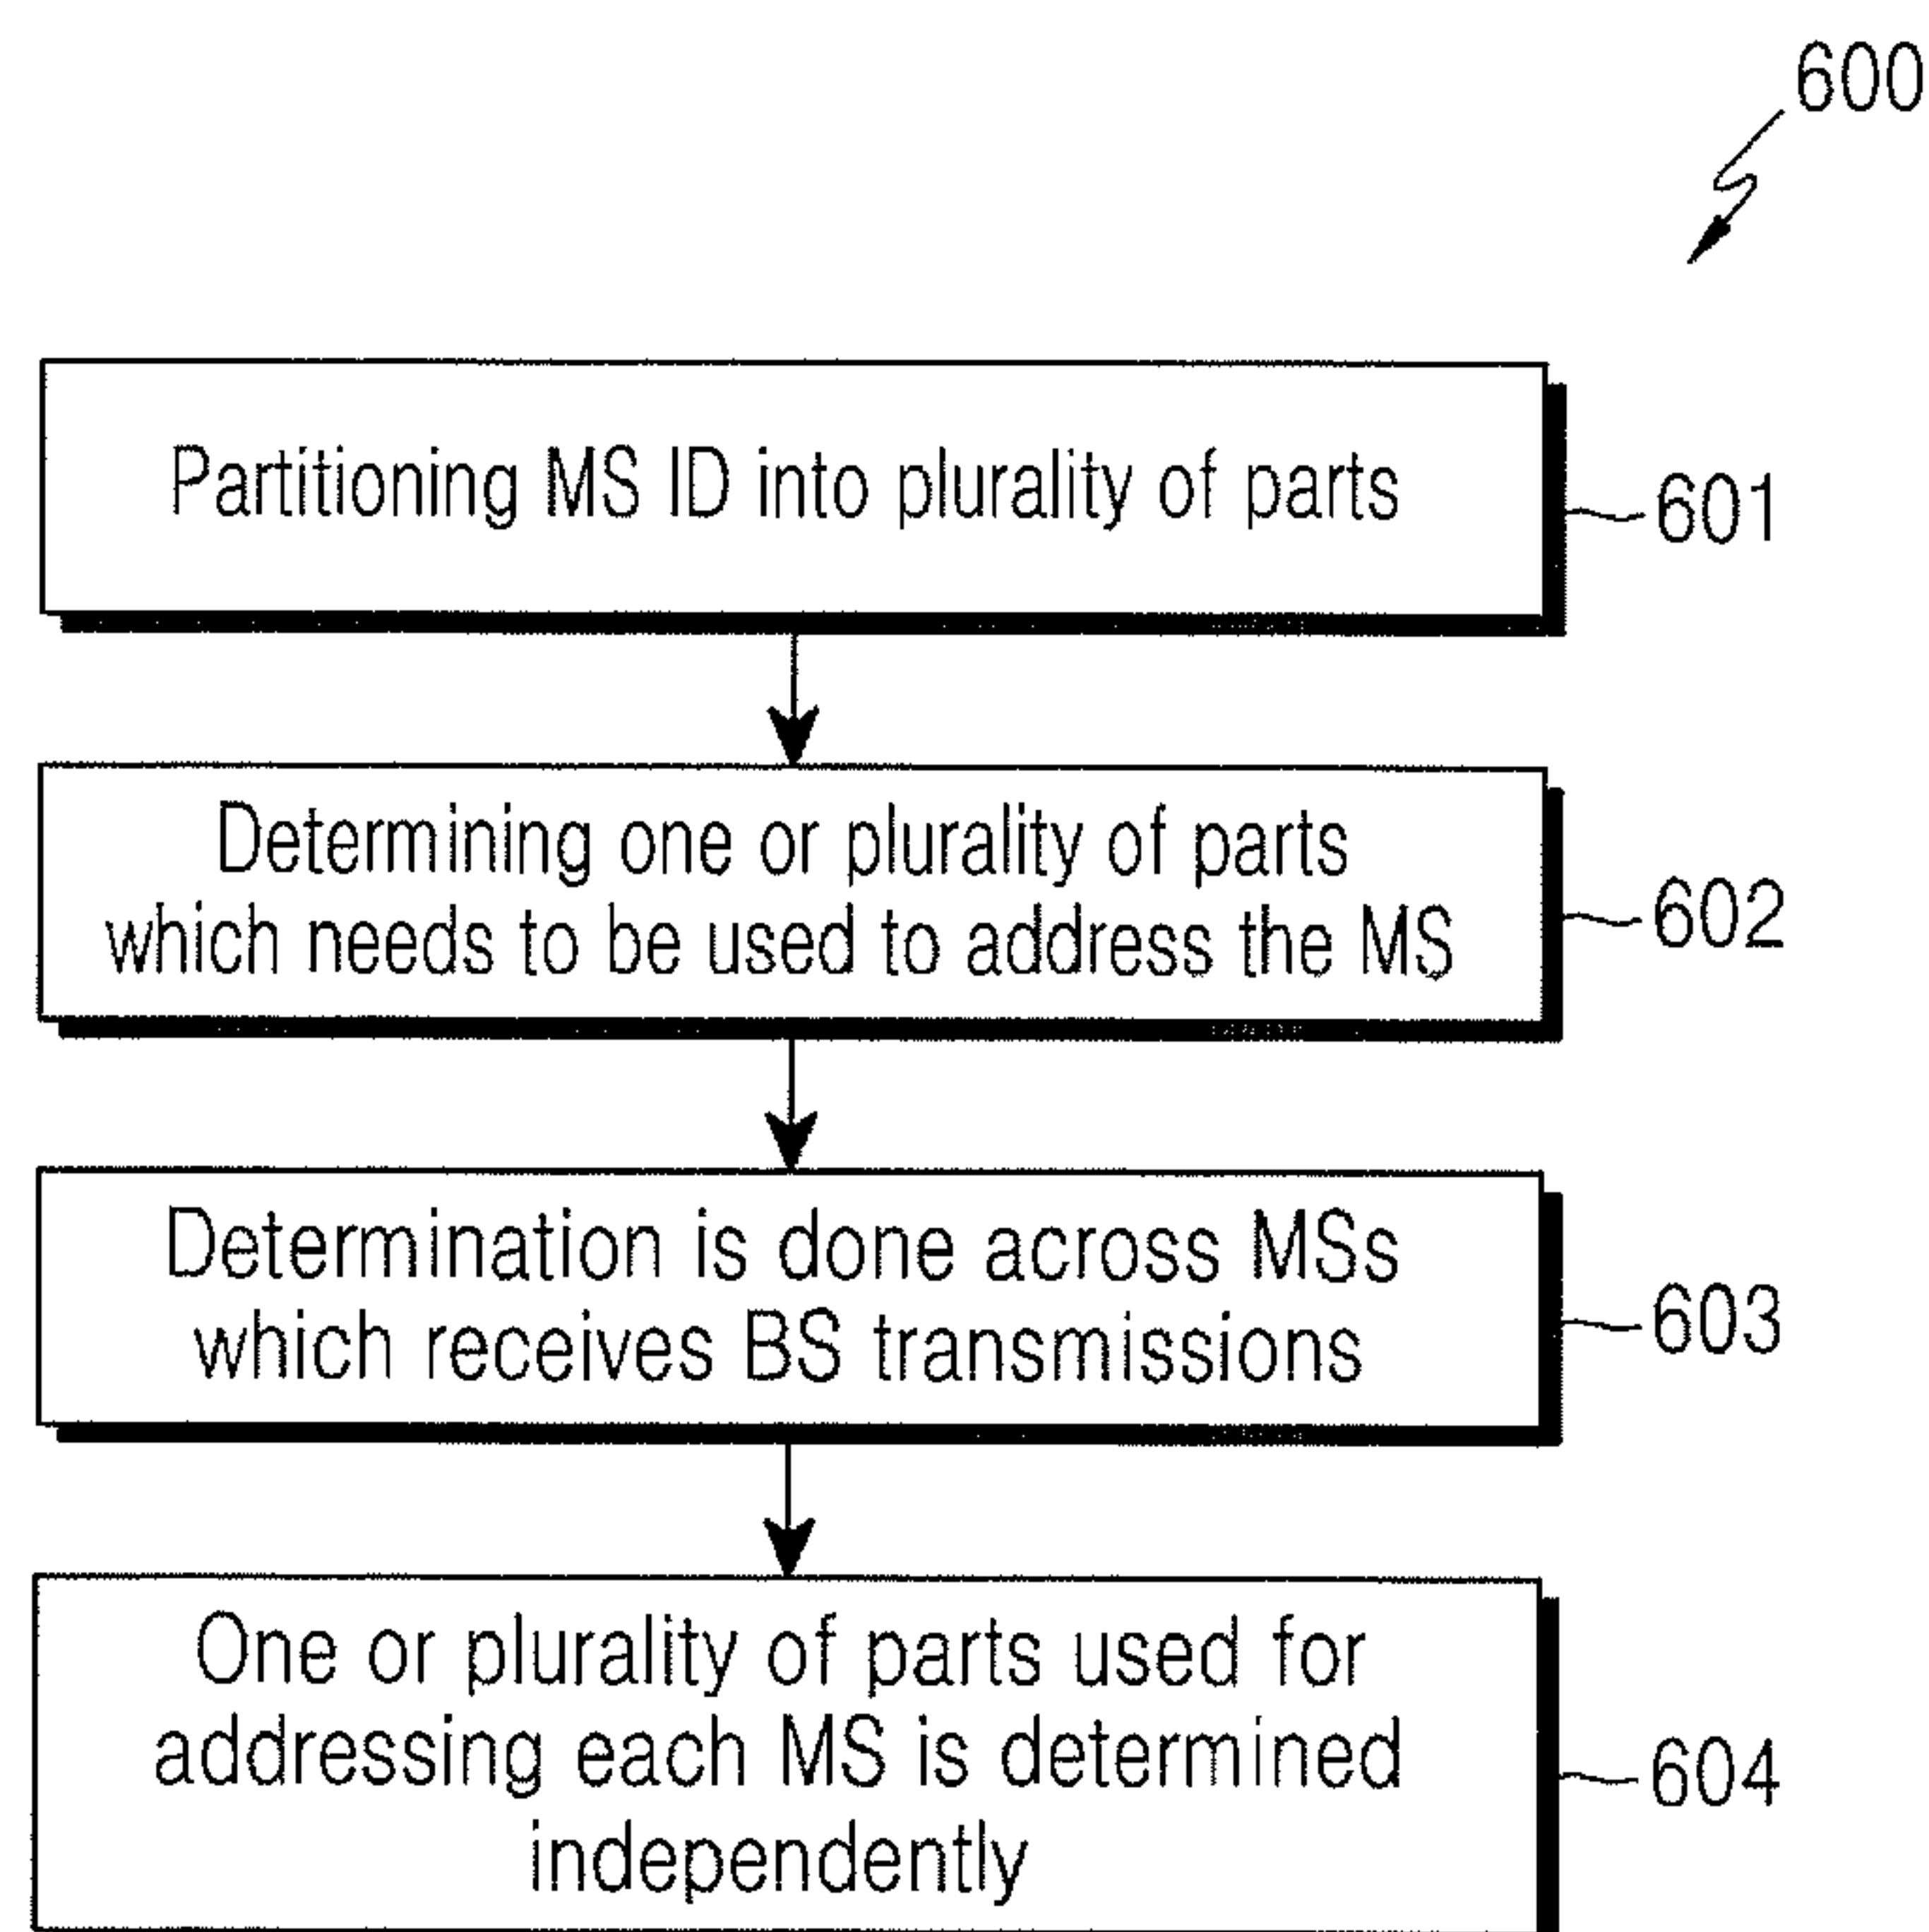 600
Partitioning MS ID into plurality of parts
601
Determining one or plurality of parts
which needs to be used to address the MS
602
Determination is done across MSs
which receives BS transmissions
603
One or plurality of parts used for
addressing each MS is determined
independently
604